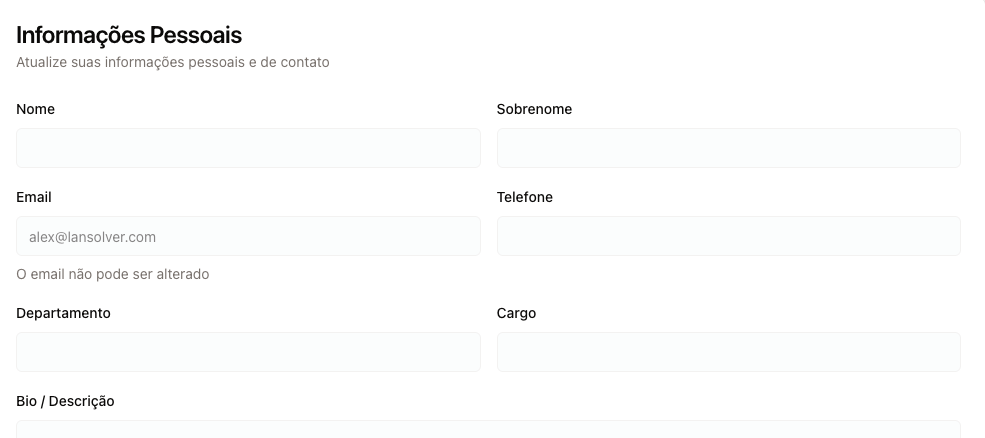 Informações Pessoais
Atualize suas informações pessoais e de contato
Nome
Sobrenome
Email
Telefone
alex@lansolver.com
O email não pode ser alterado
Departamento
Cargo
Bio / Descrição